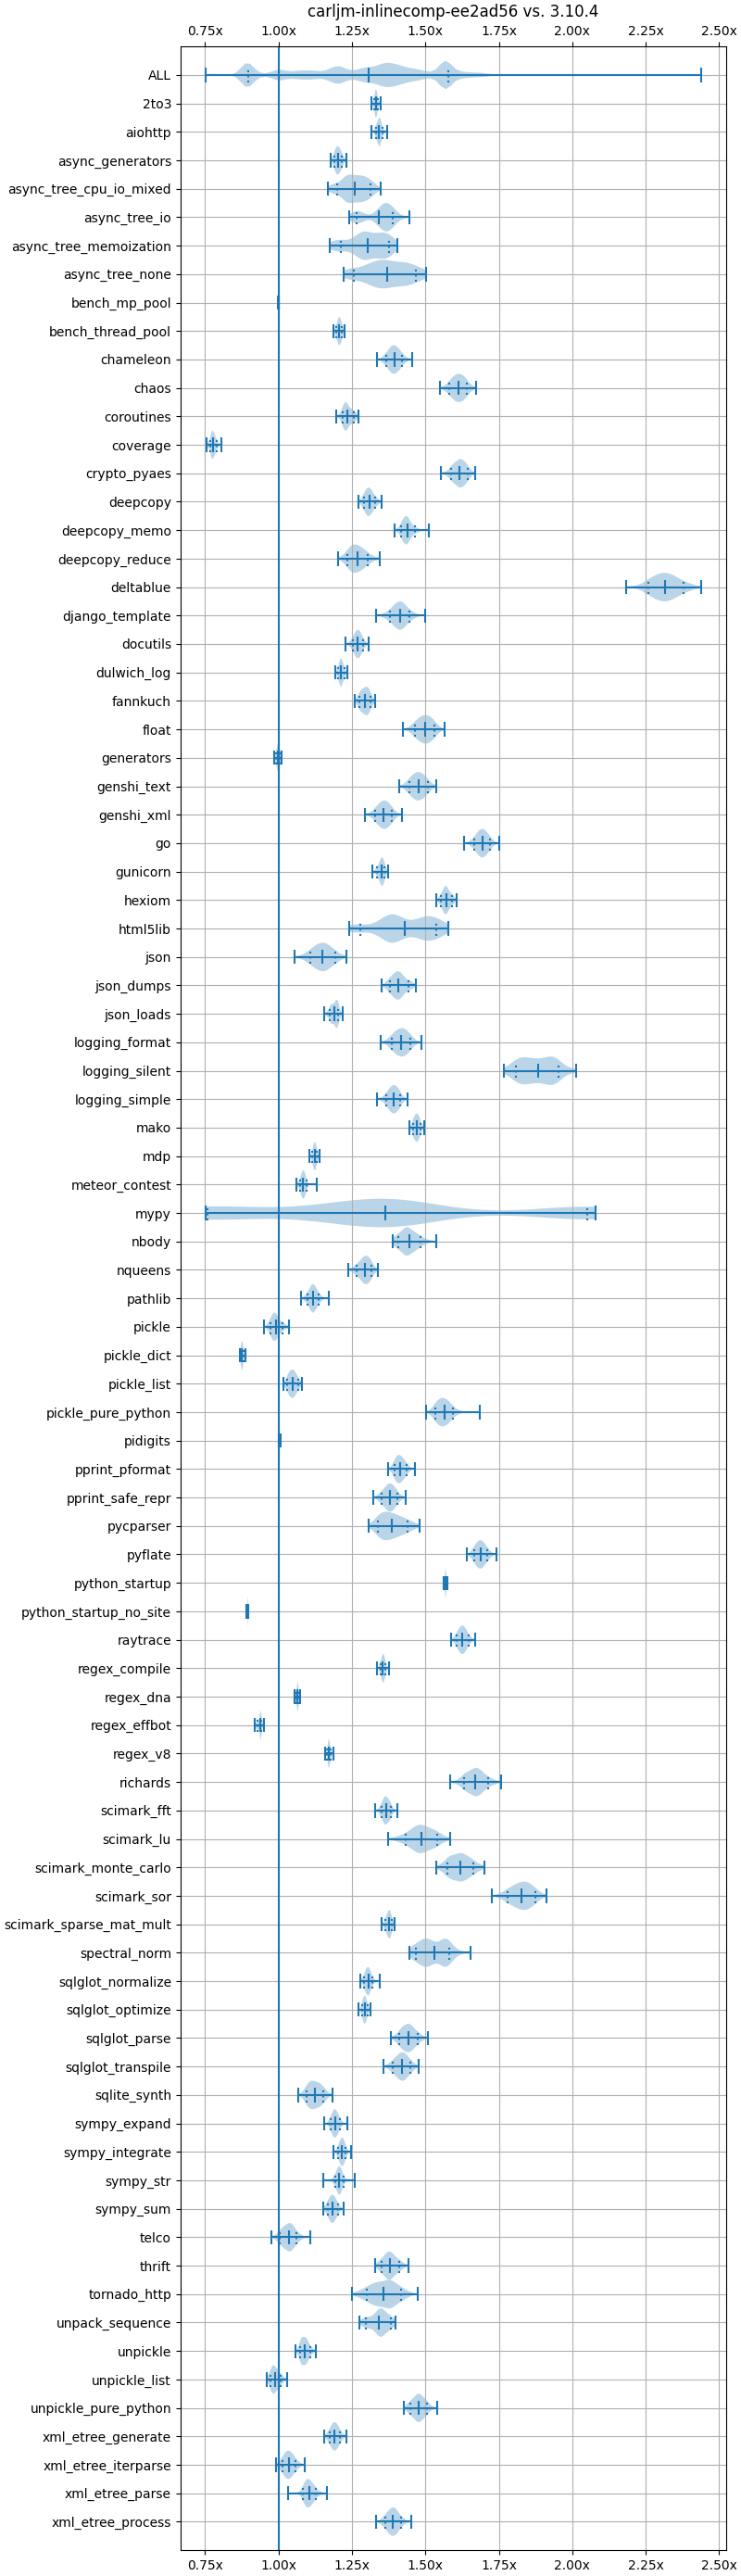 carljm-inlinecomp-ee2ad56 vs. 3.10.4
0.75x 1.00x 1.25x 1.50x 1.75x 2.00x 2.25x 2.50x
ALL
2to3
aiohttp
async_generators
async_tree_cpu_io_mixed
async_tree_io
async_tree_memoization
async_tree_none
bench_mp_pool
bench_thread_pool
chameleon
chaos
coroutines
coverage
crypto_pyaes
deepcopy
deepcopy_memo
deepcopy_reduce
deltablue
django_template
docutils
dulwich_log
fannkuch
float
generators
genshi_text
genshi_xml
go
gunicorn
hexiom
html5lib
json
json_dumps
json_loads
logging_format
logging_silent
logging_simple
mako
mdp
meteor_contest
mypy
nbody
nqueens
pathlib
pickle
pickle_dict
pickle_list
pickle_pure_python
pidigits
pprint_pformat
pprint_safe_repr
pycparser
pyflate
python_startup
python_startup_no_site
raytrace
regex_compile
regex_dna
regex_effbot
regex_v8
richards
scimark_fft
scimark_lu
scimark_monte_carlo
scimark_sor
scimark_sparse_mat_mult
spectral_norm
sqlglot_normalize
sqlglot_optimize
sqlglot_parse
sqlglot_transpile
sqlite_synth
sympy_expand
sympy_integrate
sympy_str
sympy_sum
telco
thrift
tornado_http
unpack_sequence
unpickle
unpickle_list
unpickle_pure_python
xml_etree_generate
xml_etree_iterparse
xml_etree_parse
xml_etree_process
0.75x 1.00x 1.25x 1.50x 1.75x 2.00x 2.25x 2.50x